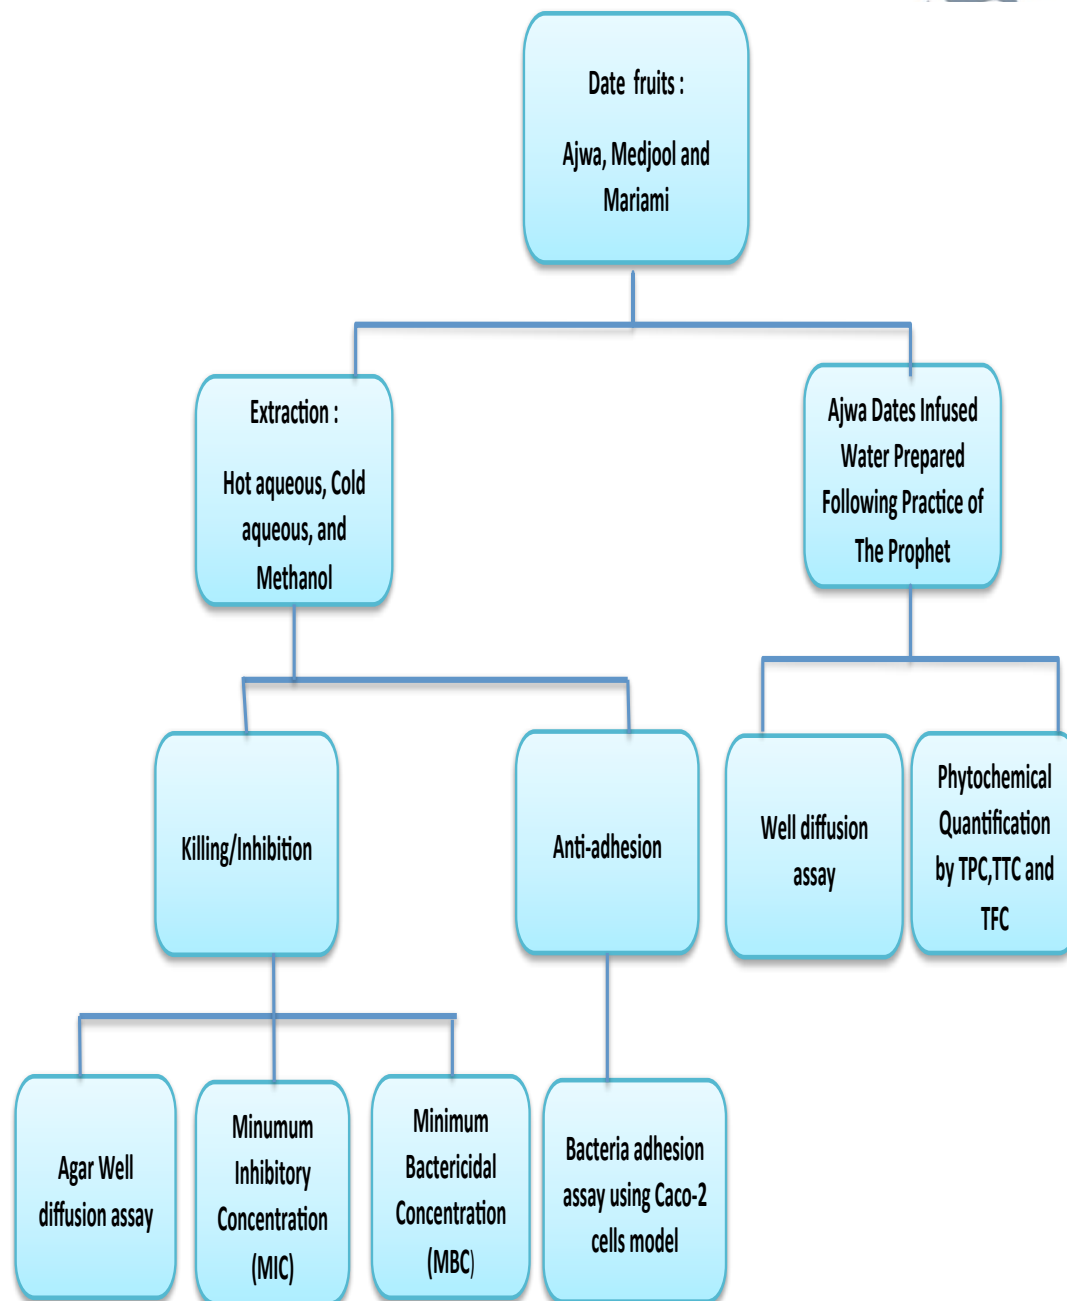 Date fruits :
Ajwa, Medjool and
Mariami
Extraction :
Hot aqueous, Cold
aqueous, and
Methanol
Ajwa Dates Infused
Water Prepared
Following Practice of
The Prophet
Killing/Inhibition
Anti-adhesion
Well diffusion
assay
Phytochemical
Quantification
by TPC,TTC and
TFC
Agar Well
diffusion assay
Minumum
Inhibitory
Concentration
(MIC)
Minimum
Bactericidal
Concentration
(MBC)
Bacteria adhesion
assay using Caco-2
cells model